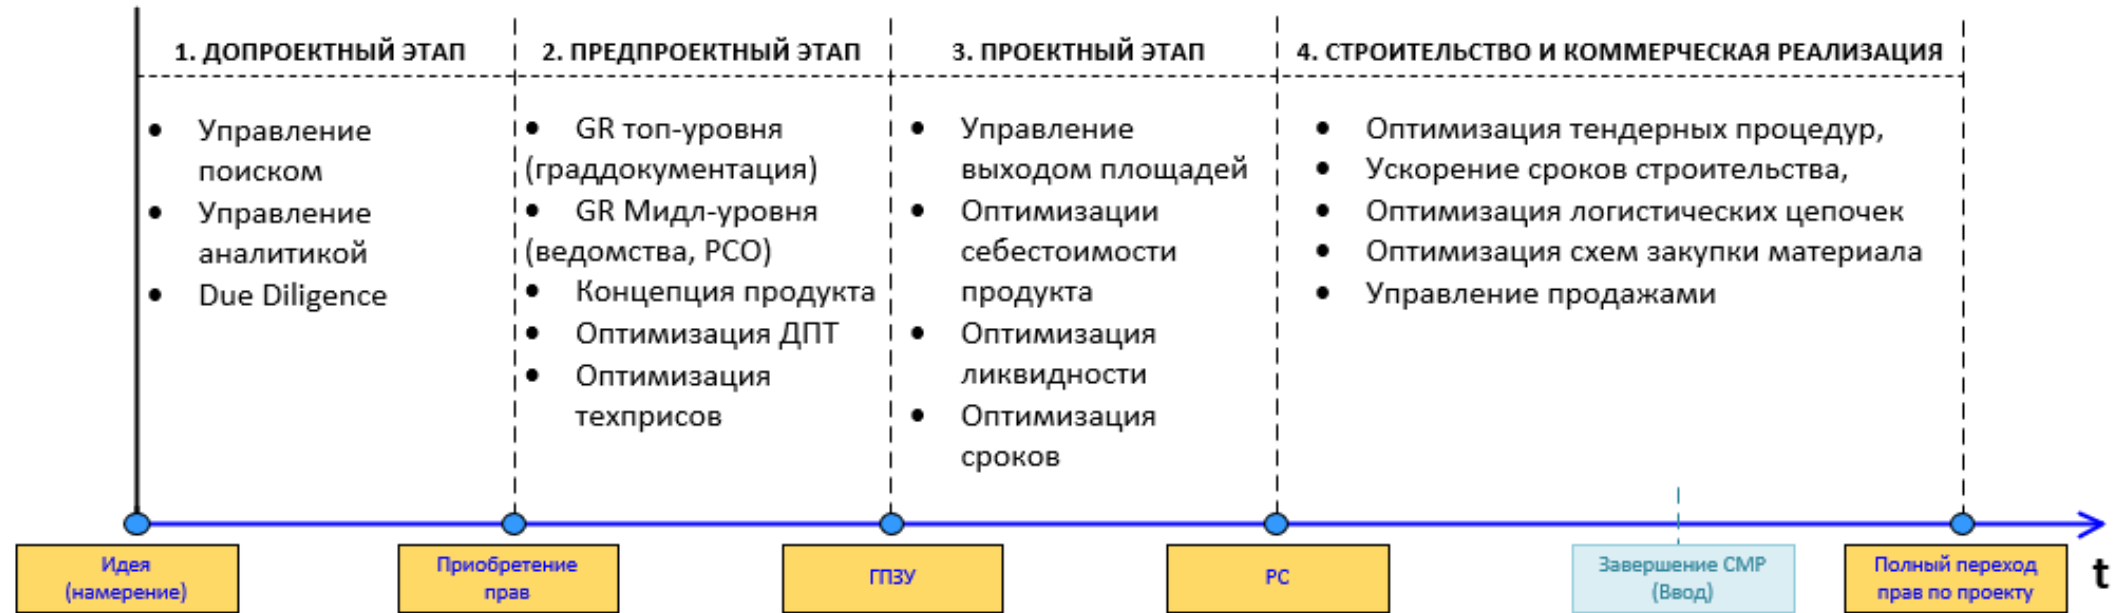 1. ДОПРОЕКТНЫЙ ЭТАП
• Управление
поиском
• Управление
аналитикой
• Due Diligence
2. ПРЕДПРОЕКТНЫЙ ЭТАП
• GR топ-уровня
(граддокументация)
• GR Мидл-уровня
(ведомства, РСО)
• Концепция продукта
• Оптимизация ДПТ
• Оптимизация
техприсов
3. ПРОЕКТНЫЙ ЭТАП
• Управление
выходом площадей
• Оптимизации
себестоимости
продукта
• Оптимизация
ликвидности
• Оптимизация
сроков
4. СТРОИТЕЛЬСТВО И КОММЕРЧЕСКАЯ РЕАЛИЗАЦИЯ
• Оптимизация тендерных процедур,
• Ускорение сроков строительства,
• Оптимизация логистических цепочек
• Оптимизация схем закупки материала
• Управление продажами
Идея
(намерение)
Приобретение
прав
ГПЗУ
РС
Завершение СМР
(Ввод)
Полный переход
прав по проекту
t